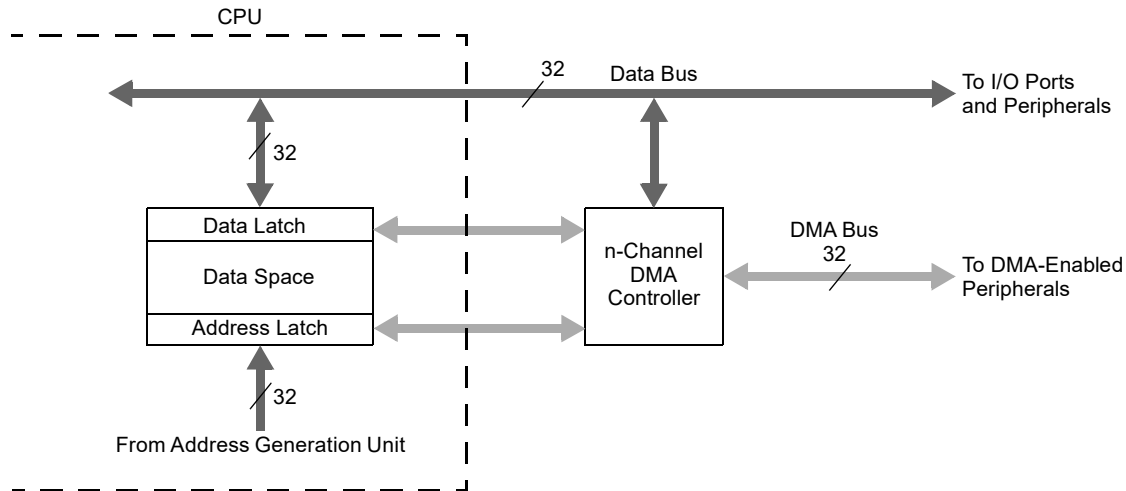 CPU
32
Data Bus
To I/O Ports
and Peripherals
32
Data Latch
Data Space
Address Latch
n-Channel
DMA
Controller
DMA Bus
32
To DMA-Enabled
Peripherals
32
From Address Generation Unit